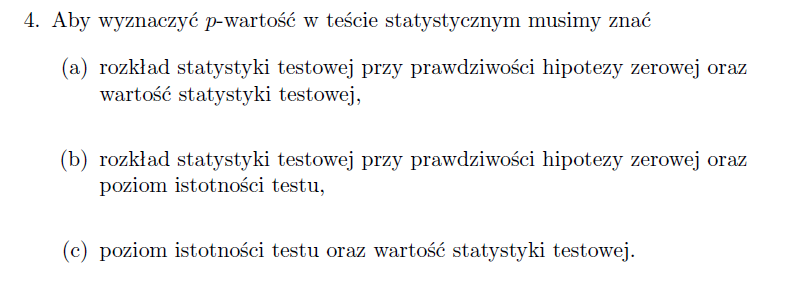 4. Aby wyznaczyć p-wartość w teście statystycznym musimy znać
(a) rozkład statystyki testowej przy prawdziwości hipotezy zerowej oraz
wartość statystyki testowej,
(b) rozkład statystyki testowej przy prawdziwości hipotezy zerowej oraz
poziom istotności testu,
(c) poziom istotności testu oraz wartość statystyki testowej.